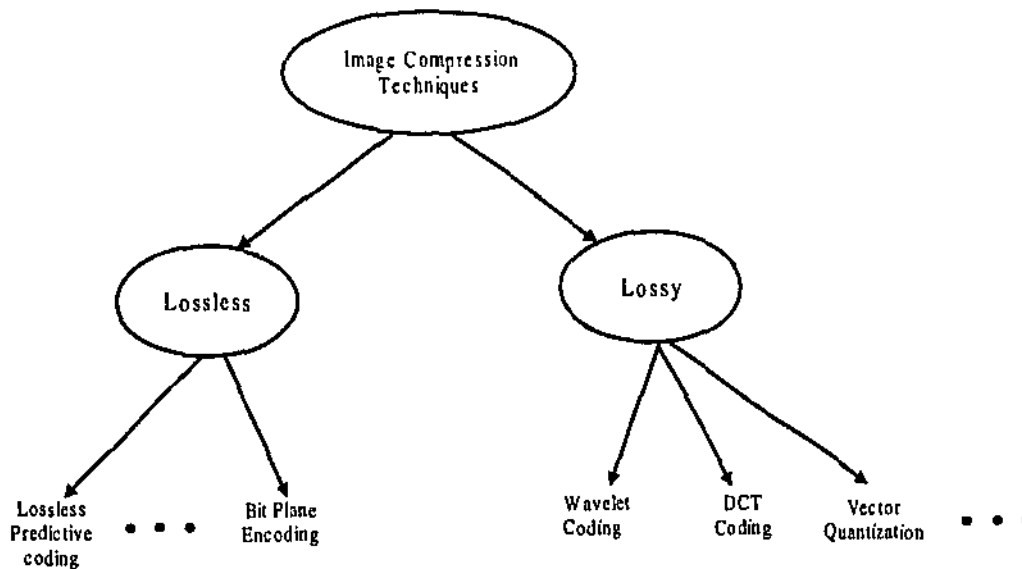 Image Compression
Techniques
Lossless
Lossy
Lossless
Predictive
coding
• • •
Bit Plane
Encoding
Wavelet
Coding
DCT
Coding
Vector
Quantization
• • •